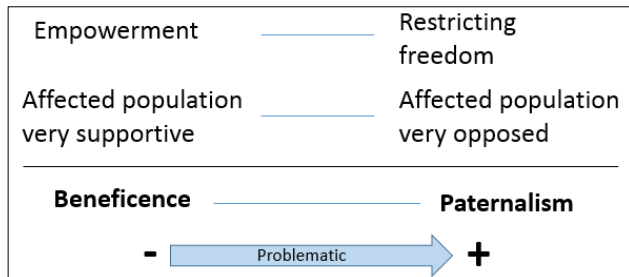 Empowerment
Restricting
freedom
Affected population
very supportive
Affected population
very opposed
Beneficence
Paternalism
- Problematic +